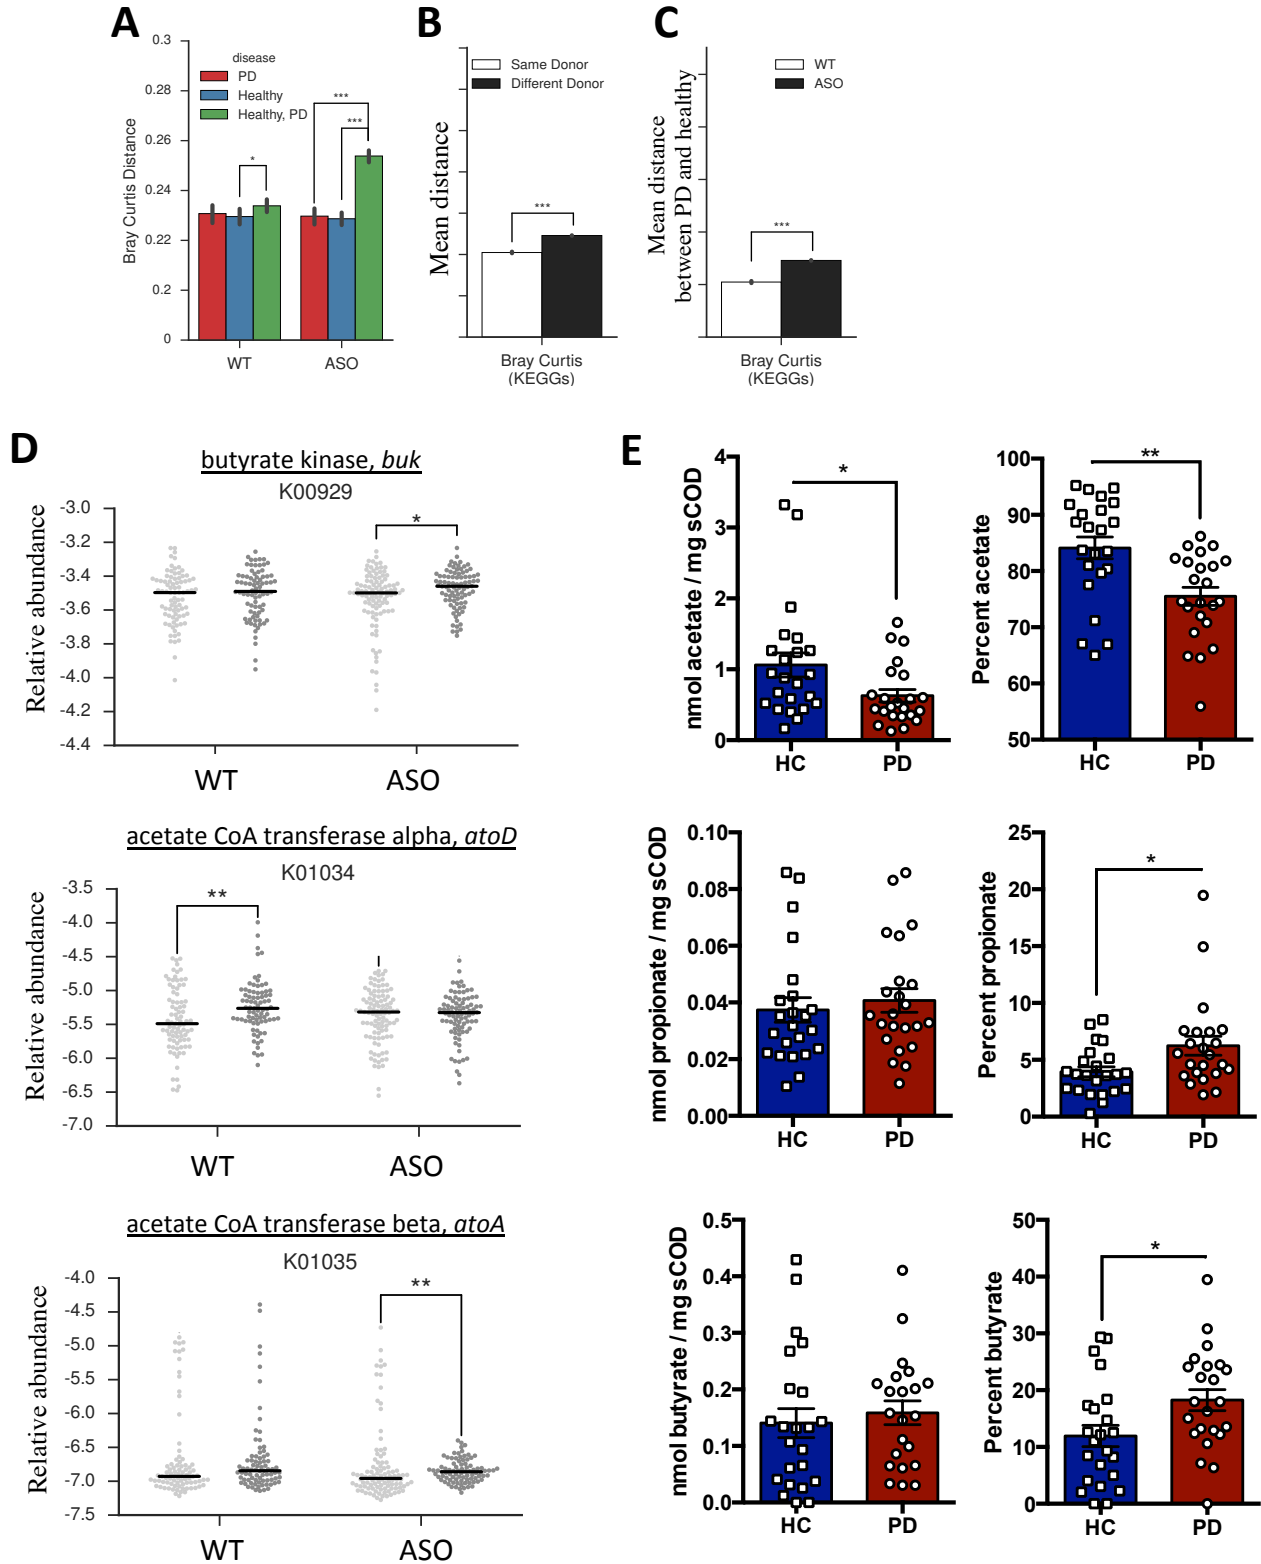 A
B
C
0.3
0.28
0.26
0.24
0.22
0.2
0
Bray Curtis Distance
disease
PD
Healthy
Healthy, PD
*
***
***
WT
ASO
Mean distance
Same Donor
Different Donor
***
Bray Curtis
(KEGGs)
Mean distance
between PD and healthy
WT
ASO
***
Bray Curtis
(KEGGs)
D
butyrate kinase, buk
K00929
Relative abundance
-3.0
-3.2
-3.4
-3.6
-3.8
-4.0
-4.2
-4.4
*
WT
ASO
acetate CoA transferase alpha, atoD
K01034
Relative abundance
-3.5
-4.0
-4.5
-5.0
-5.5
-6.0
-6.5
-7.0
**
WT
ASO
acetate CoA transferase beta, atoA
K01035
Relative abundance
-4.0
-4.5
-5.0
-5.5
-6.0
-6.5
-7.0
-7.5
**
WT
ASO
E
nmol acetate / mg sCOD
4
3
2
1
0
*
HC
PD
Percent acetate
100
90
80
70
60
50
**
HC
PD
nmol propionate / mg sCOD
0.10
0.08
0.06
0.04
0.02
0.00
HC
PD
Percent propionate
25
20
15
10
5
0
*
HC
PD
nmol butyrate / mg sCOD
0.5
0.4
0.3
0.2
0.1
0.0
HC
PD
Percent butyrate
50
40
30
20
10
0
*
HC
PD